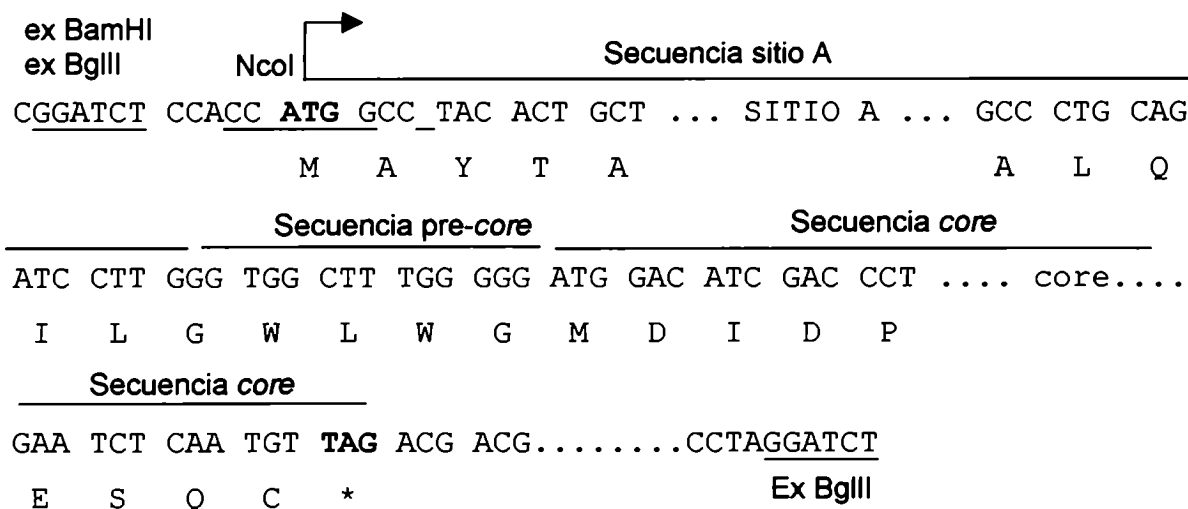 ex BamHI
ex BglII NcoI Secuencia sitio A
CGGATCT CCACC ATG GCC _TAC ACT GCT ... SITIO A ... GCC CTG CAG
M A Y T A A L Q
Secuencia pre-core Secuencia core
ATC CTT GGG TGG CTT TGG GGG ATG GAC ATC GAC CCT .... core....
I L G W L W G M D I D P
Secuencia core
GAA TCT CAA TGT TAG ACG ACG........CCTAGGATCT
E S Q C *
Ex BglII